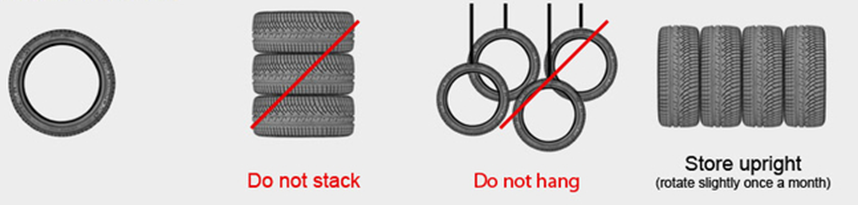 Do not stack
Do not hang
Store upright
(rotate slightly once a month)